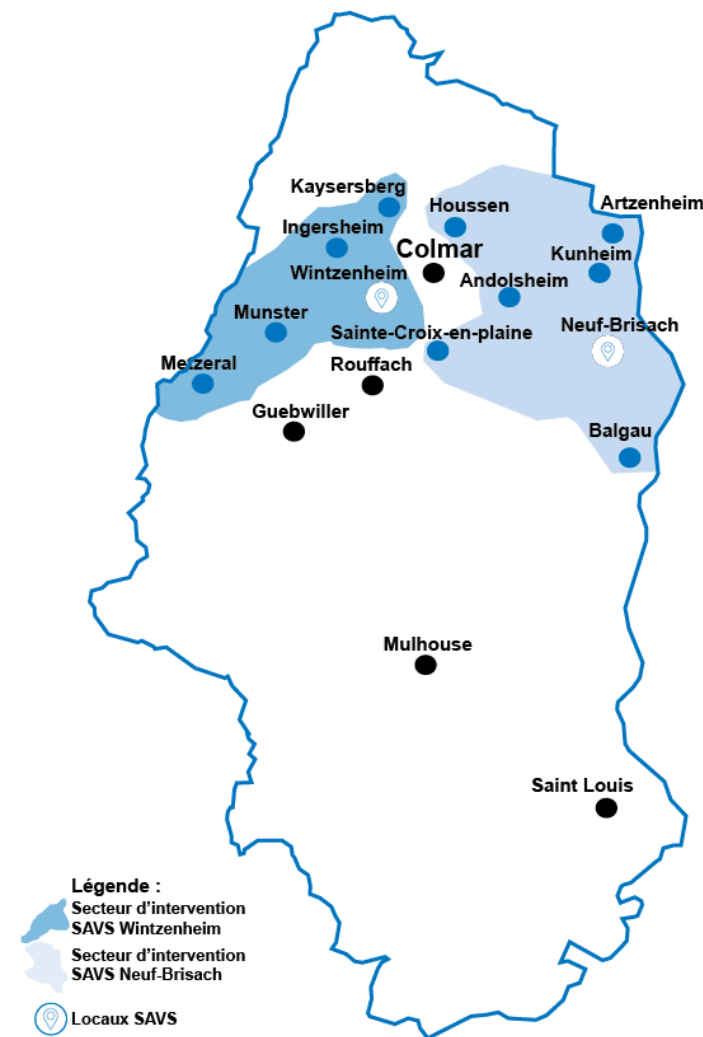 Kaysersberg
Houssen
Artzenheim
Ingersheim
Colmar
Kunheim
Wintzenheim
Andolsheim
Munster
Neuf-Brisach
Sainte-Croix-en-plaine
Metzeral
Rouffach
Guebwiller
Balgau
Mulhouse
Saint Louis
Légende :
Secteur d'intervention
SAVS Wintzenheim
Secteur d'intervention
SAVS Neuf-Brisach
Locaux SAVS